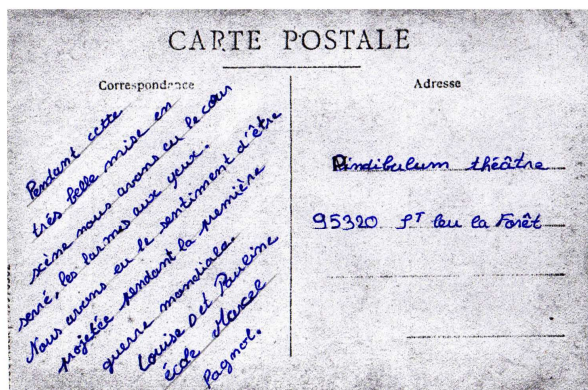 CARTE POSTALE
Correspondance
Pendant cette
très belle mise en
scène nous avons eu le cœur
serré, les larmes aux yeux.
Nous avons eu le sentiment d'être
projetée pendant la première
guerre mondiale.
Louise D et Pauline
école Marcel
Pagnol.
Adresse
Pindibulum théâtre
95320 ST leu la Forêt